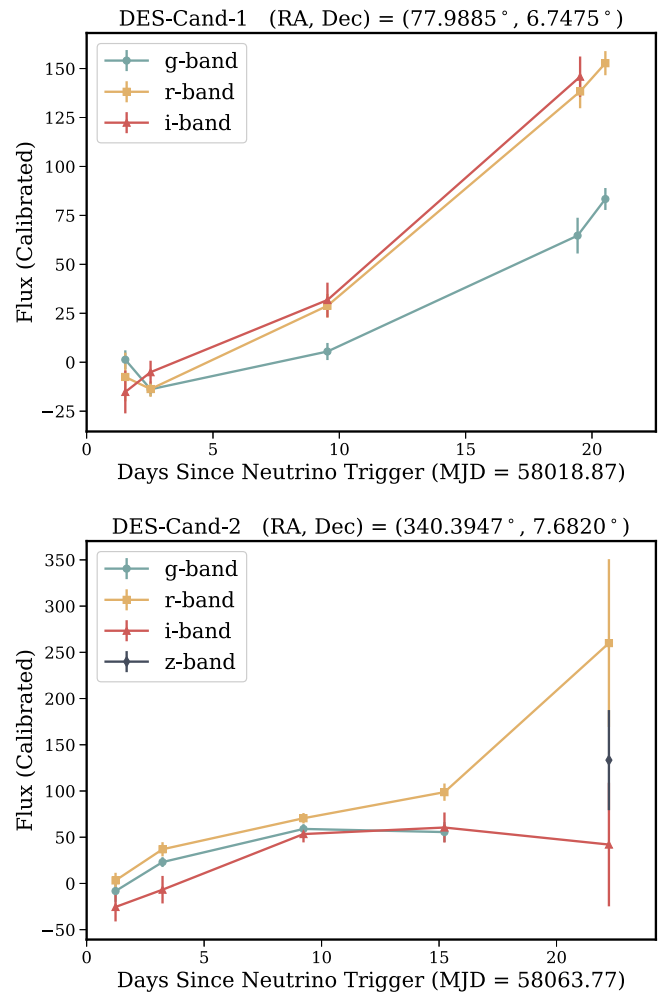 DES-Cand-1 (RA, Dec) = (77.9885°, 6.7475°)
g-band
r-band
i-band
150
125
100
75
50
25
0
−25
Flux (Calibrated)
0 5 10 15 20
Days Since Neutrino Trigger (MJD = 58018.87)
DES-Cand-2 (RA, Dec) = (340.3947°, 7.6820°)
g-band
r-band
i-band
z-band
350
300
250
200
150
100
50
0
−50
Flux (Calibrated)
0 5 10 15 20
Days Since Neutrino Trigger (MJD = 58063.77)